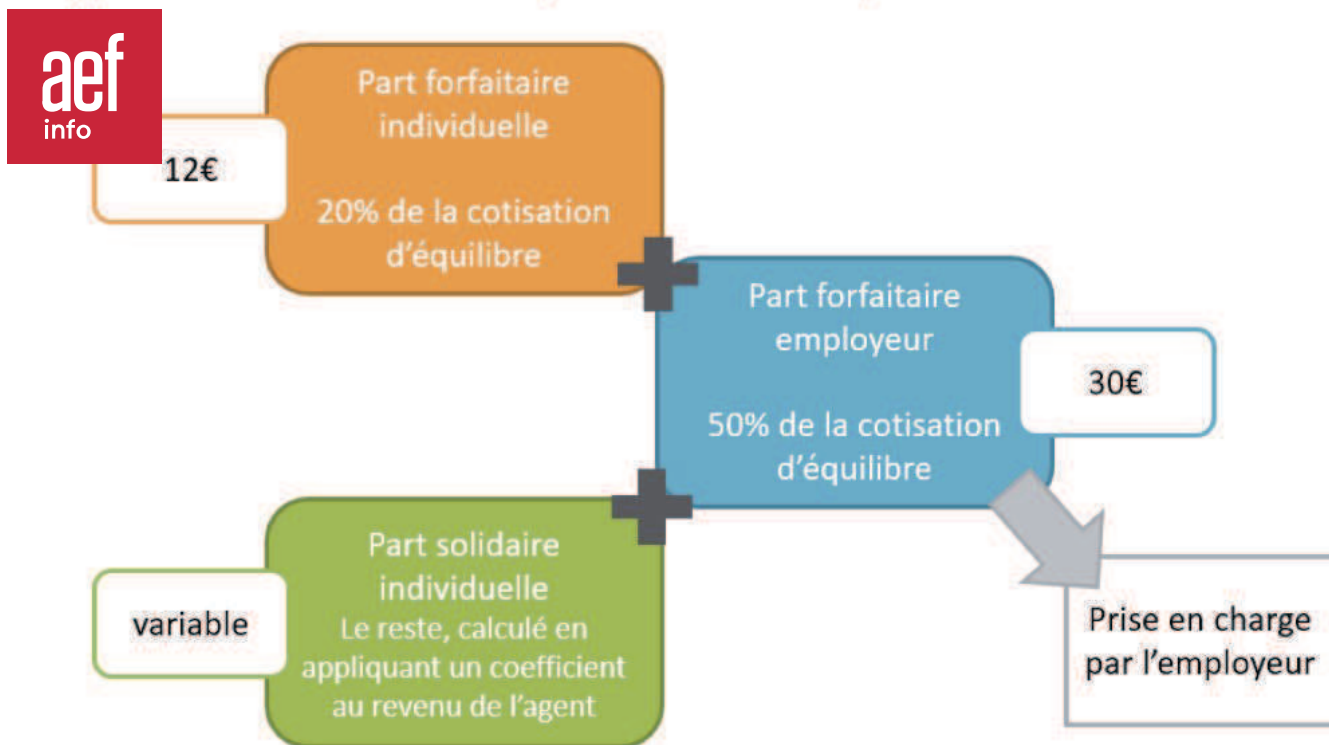 aef
info
12€
Part forfaitaire
individuelle
20% de la cotisation
d'équilibre
Part forfaitaire
employeur
50% de la cotisation
d'équilibre
30€
Part solidaire
individuelle
Le reste, calculé en
appliquant un coefficient
au revenu de l'agent
variable
Prise en charge
par l'employeur